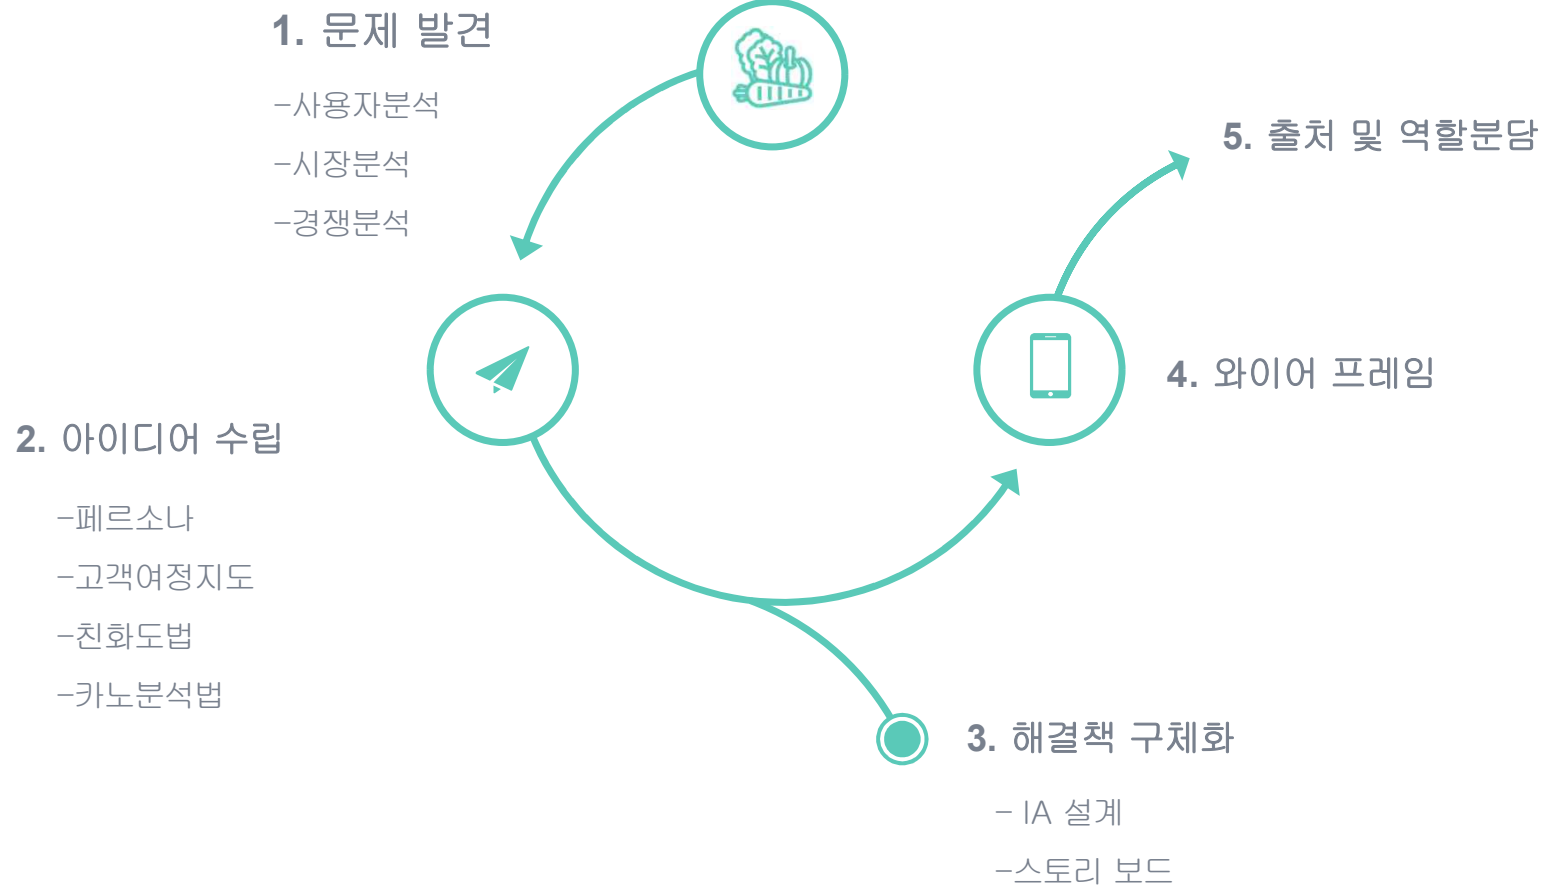 1. 문제 발견
-사용자분석
-시장분석
-경쟁분석
2. 아이디어 수립
-페르소나
-고객여정지도
-친화도법
-카노분석법
3. 해결책 구체화
- IA 설계
-스토리 보드
4. 와이어 프레임
5. 출처 및 역할분담